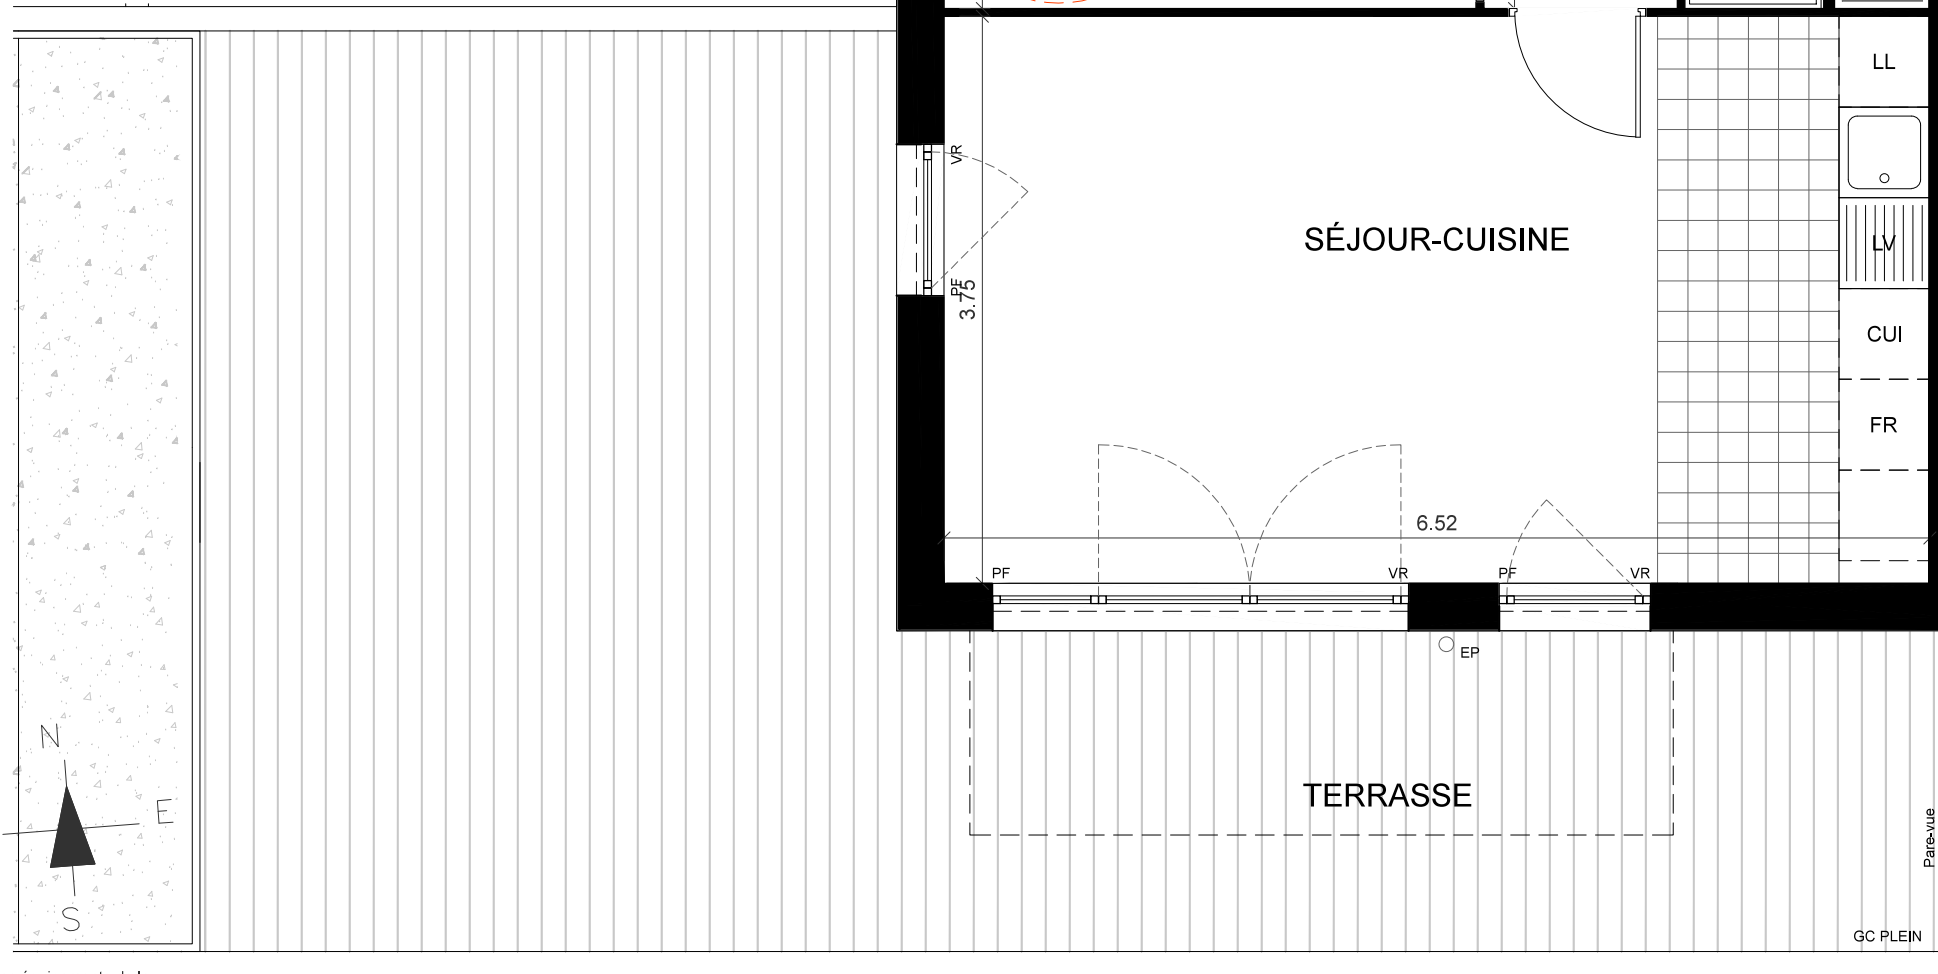 LL
VR
SÉJOUR-CUISINE
LV
PF
3.75
CUI
FR
6.52
PF
VR
PF
VR
EP
N
E
S
TERRASSE
Pare-vue
GC PLEIN